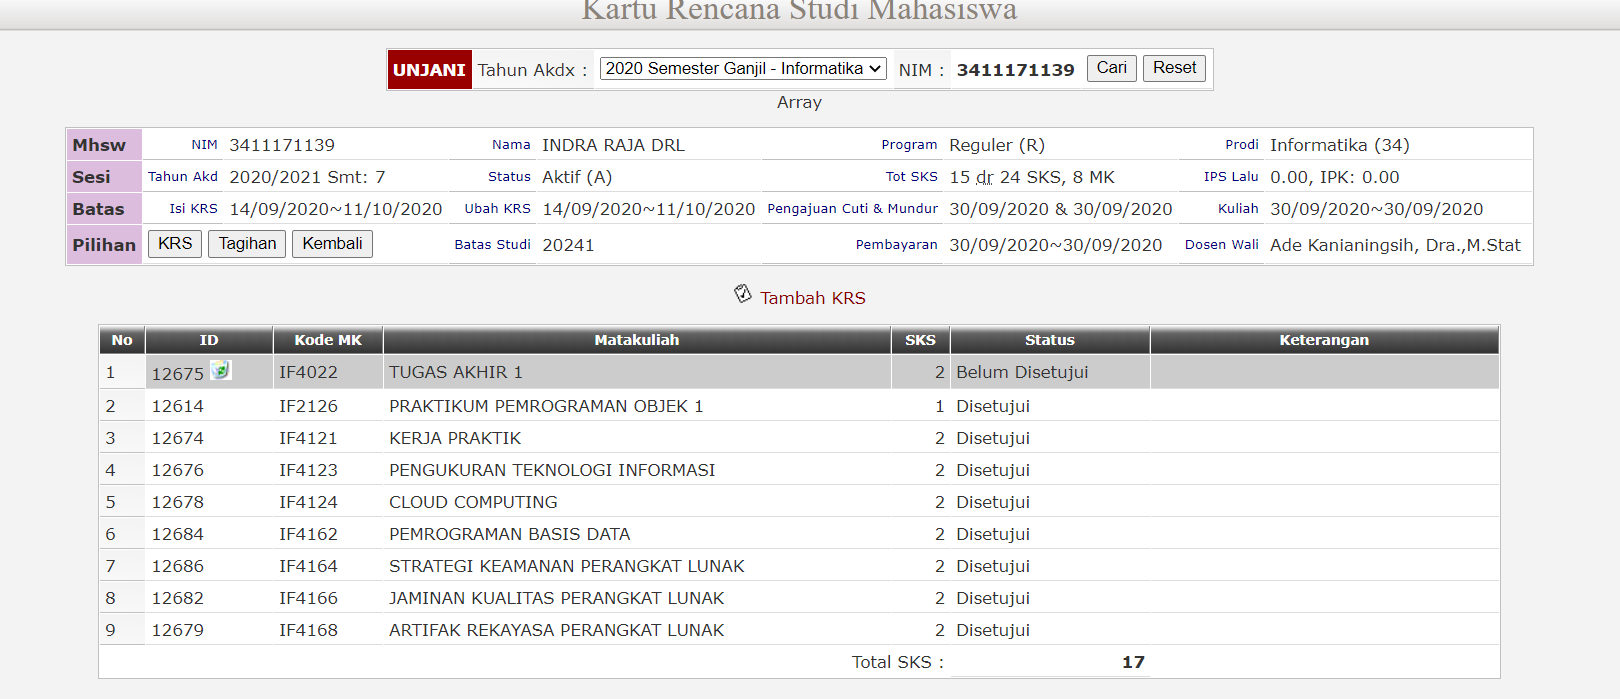 Kartu Rencana Studi Mahasiswa
UNJANI Tahun Akdx : 2020 Semester Ganjil - Informatika NIM : 3411171139 Cari Reset
Array
Mhsw NIM 3411171139 Nama INDRA RAJA DRL Program Reguler (R) Prodi Informatika (34)
Sesi Tahun Akd 2020/2021 Smt: 7 Status Aktif (A) Tot SKS 15 dr 24 SKS, 8 MK IPS Lalu 0.00, IPK: 0.00
Batas Isi KRS 14/09/2020~11/10/2020 Ubah KRS 14/09/2020~11/10/2020 Pengajuan Cuti & Mundur 30/09/2020 & 30/09/2020 Kuliah 30/09/2020~30/09/2020
Pilihan KRS Tagihan Kembali Batas Studi 20241 Pembayaran 30/09/2020~30/09/2020 Dosen Wali Ade Kanianingsih, Dra.,M.Stat
Tambah KRS
No ID Kode MK Matakuliah SKS Status Keterangan
1 12675 IF4022 TUGAS AKHIR 1 2 Belum Disetujui
2 12614 IF2126 PRAKTIKUM PEMROGRAMAN OBJEK 1 1 Disetujui
3 12674 IF4121 KERJA PRAKTIK 2 Disetujui
4 12676 IF4123 PENGUKURAN TEKNOLOGI INFORMASI 2 Disetujui
5 12678 IF4124 CLOUD COMPUTING 2 Disetujui
6 12684 IF4162 PEMROGRAMAN BASIS DATA 2 Disetujui
7 12686 IF4164 STRATEGI KEAMANAN PERANGKAT LUNAK 2 Disetujui
8 12682 IF4166 JAMINAN KUALITAS PERANGKAT LUNAK 2 Disetujui
9 12679 IF4168 ARTIFAK REKAYASA PERANGKAT LUNAK 2 Disetujui
Total SKS : 17